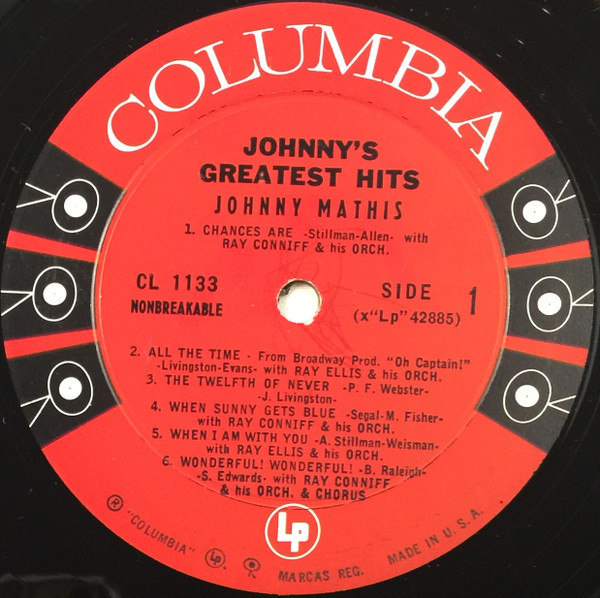 COLUMBIA
JOHNNY'S
GREATEST HITS
JOHNNY MATHIS
1. CHANCES ARE -Stillman-Allen- with
RAY CONNIFF & his ORCH.
CL 1133
NONBREAKABLE
SIDE 1
(x"Lp" 42885)
2. ALL THE TIME - From Broadway Prod. "Oh Captain!"
-Livingston-Evans- with RAY ELLIS & his ORCH.
3. THE TWELFTH OF NEVER -P. F. Webster-
-J. Livingston-
4. WHEN SUNNY GETS BLUE -Segal-M. Fisher-
with RAY CONNIFF & his ORCH.
5. WHEN I AM WITH YOU -A. Stillman-Weisman-
with RAY ELLIS & his ORCH.
6. WONDERFUL! WONDERFUL! -B. Raleigh-
-S. Edwards- with RAY CONNIFF
& his ORCH. & CHORUS
Lp
® "COLUMBIA" Lp. MARCAS REG. MADE IN U.S.A.